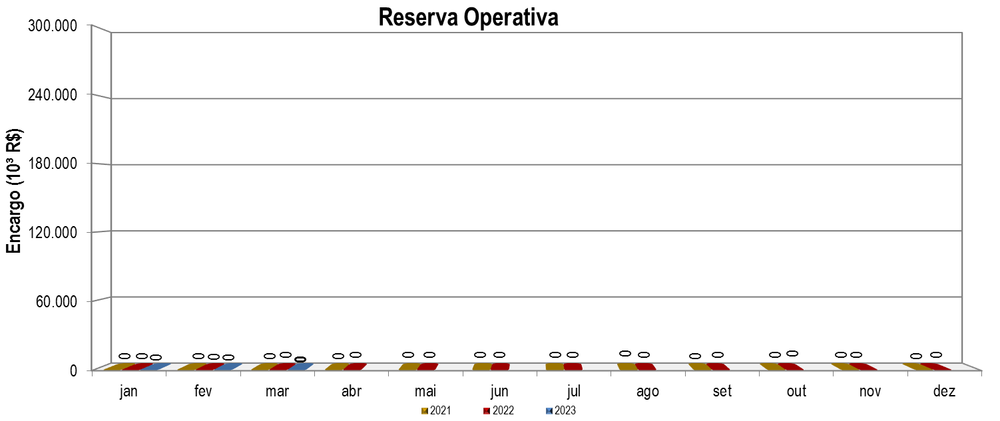 Reserva Operativa
Encargo (10³ R$)
300.000
240.000
180.000
120.000
60.000
0
0 0 0 0 0 0 0 0 0 0 0 0 0 0 0 0 0 0 0 0 0 0 0 0 0 0 0
jan fev mar abr mai jun jul ago set out nov dez
2021 2022 2023